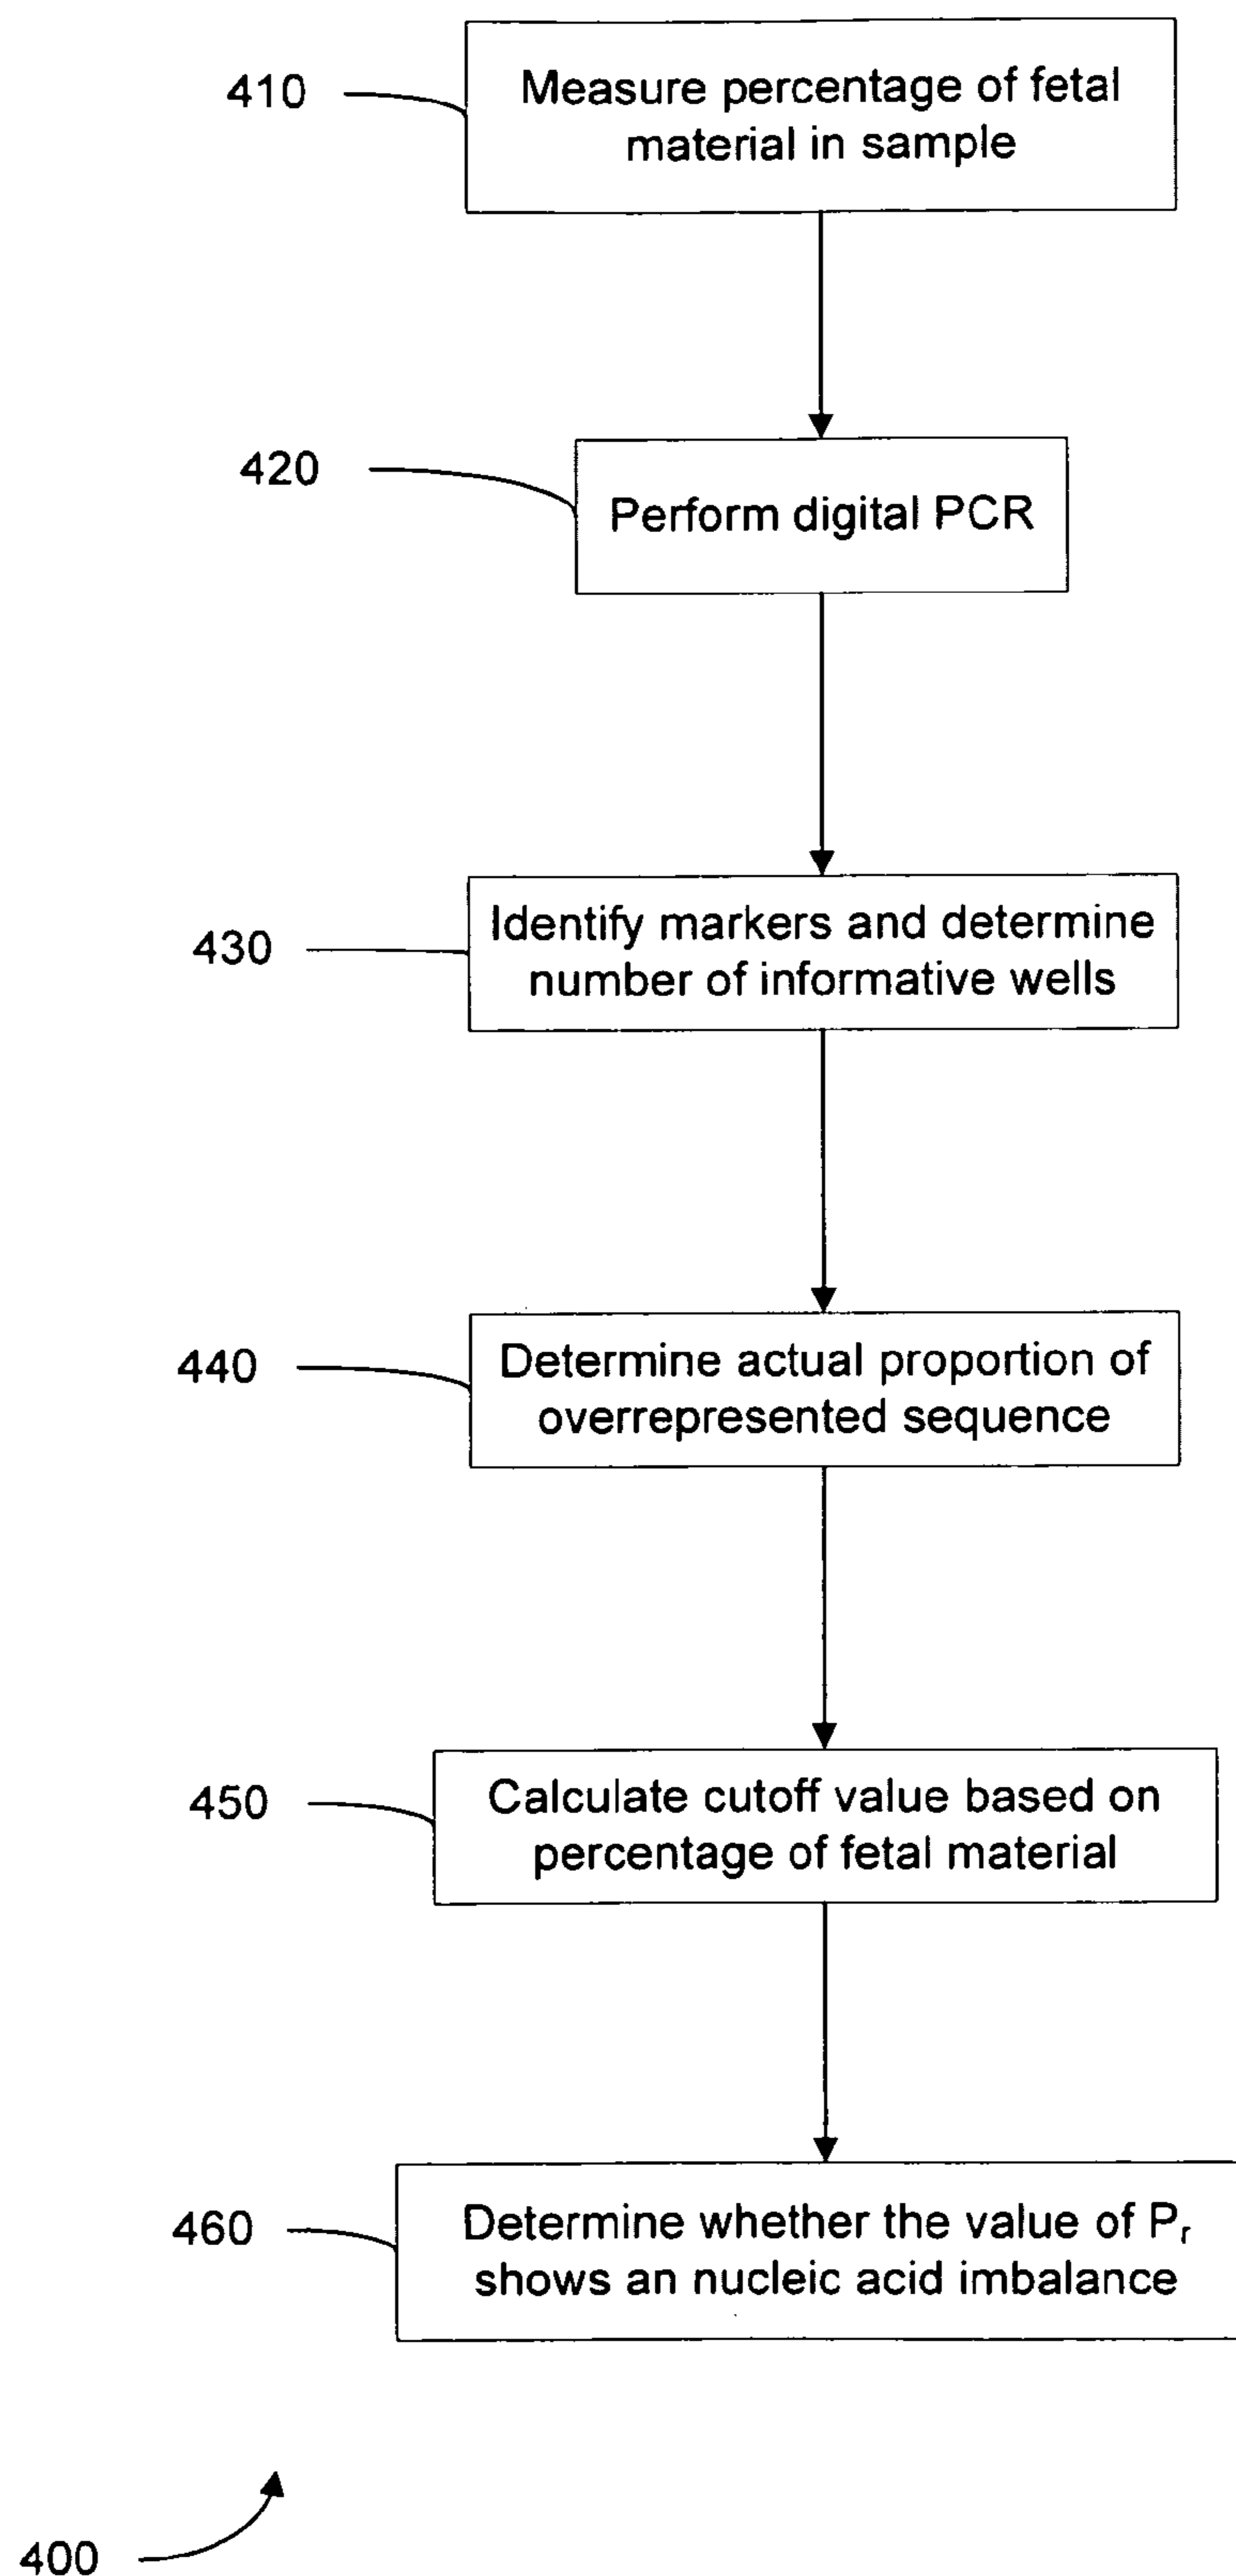 410
Measure percentage of fetal
material in sample
420
Perform digital PCR
430
Identify markers and determine
number of informative wells
440
Determine actual proportion of
overrepresented sequence
450
Calculate cutoff value based on
percentage of fetal material
460
Determine whether the value of Pr
shows an nucleic acid imbalance
400